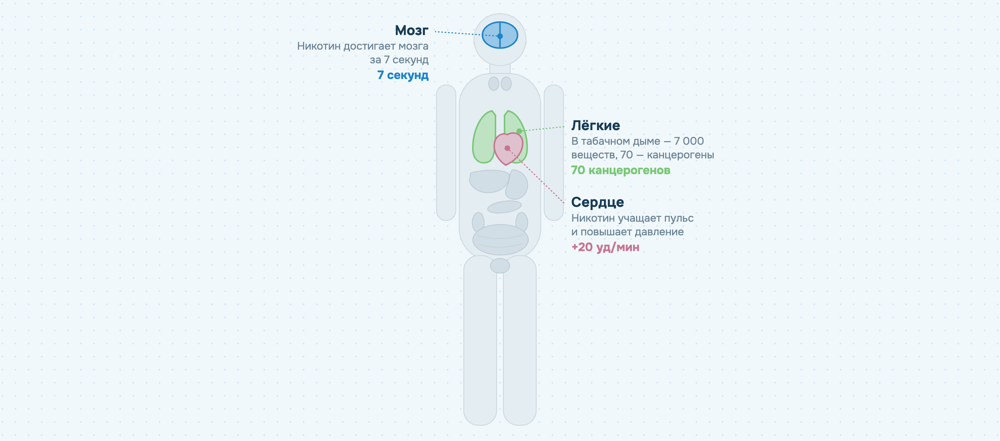 Мозг
Никотин достигает мозга
за 7 секунд
7 секунд
Лёгкие
В табачном дыме — 7 000
веществ, 70 — канцерогены
70 канцерогенов
Сердце
Никотин учащает пульс
и повышает давление
+20 уд/мин